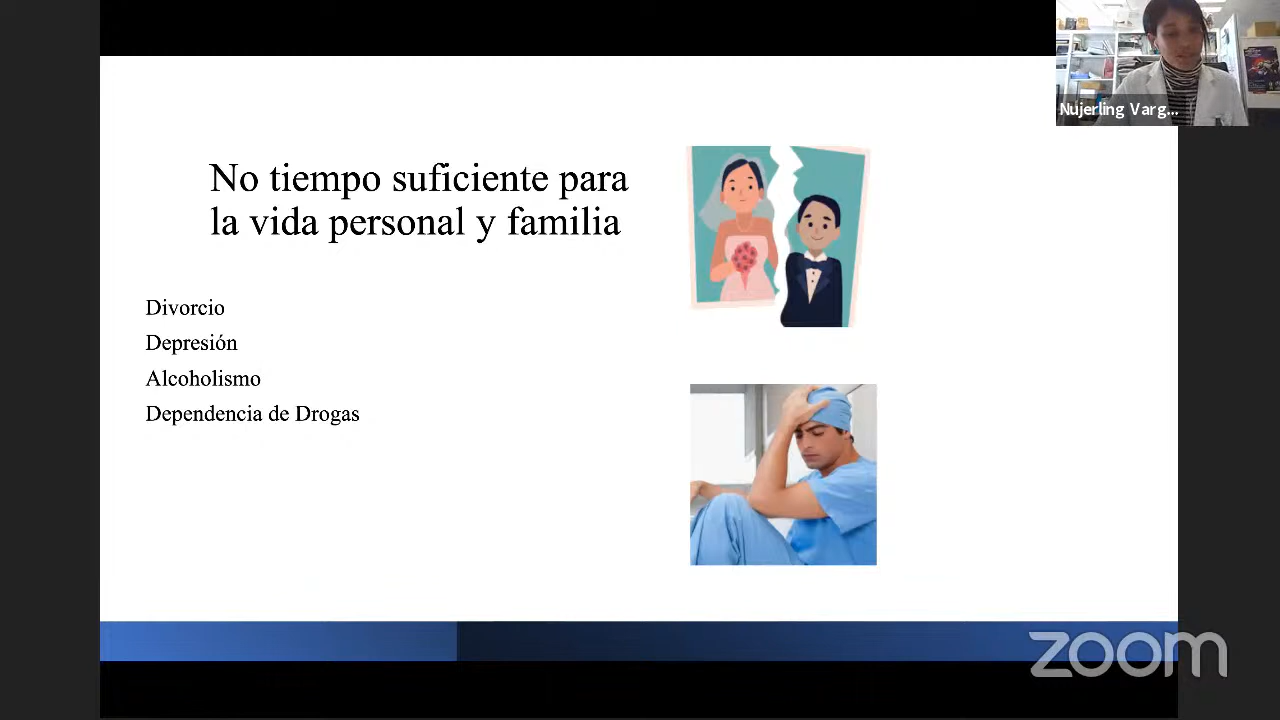 Nujerling Varg...
No tiempo suficiente para
la vida personal y familia
Divorcio
Depresión
Alcoholismo
Dependencia de Drogas
zoom